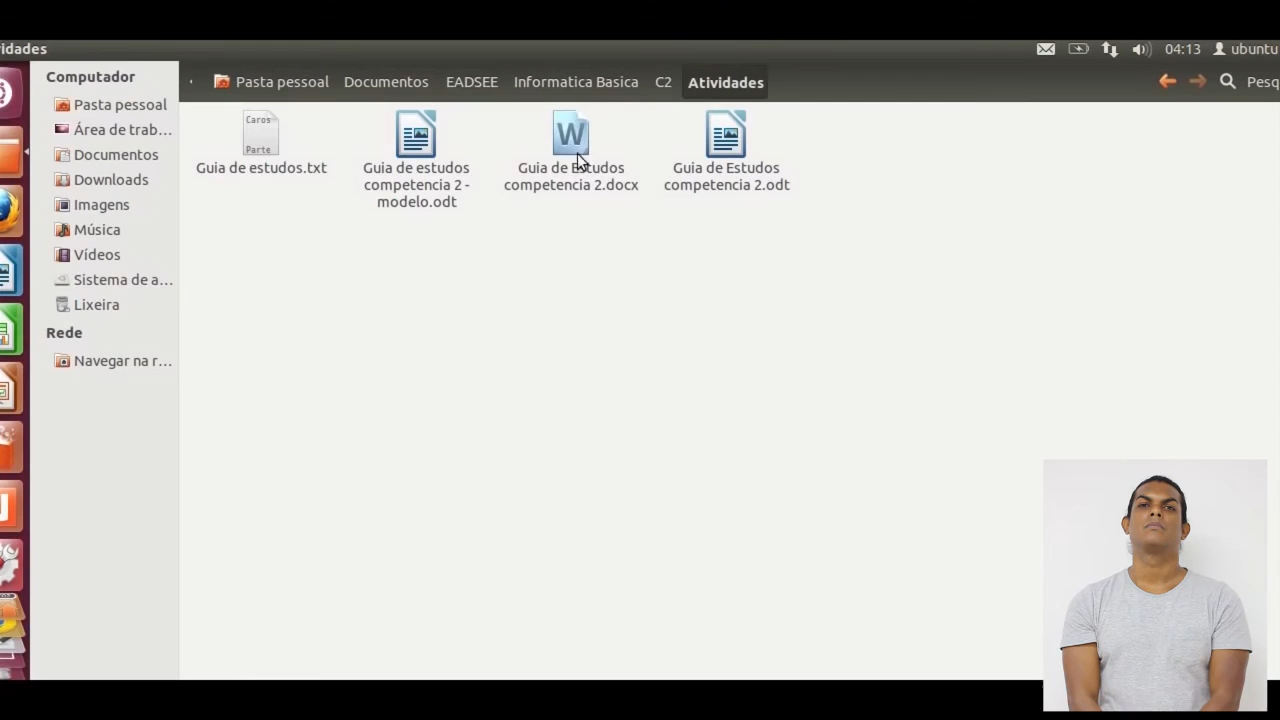 idades
04:13
ubuntu
Computador
Pasta pessoal
Área de trab...
Documentos
Downloads
Imagens
Música
Vídeos
Sistema de a...
Lixeira
Rede
Navegar na r...
Pasta pessoal Documentos EADSEE Informatica Basica C2 Atividades
Pesq
Caros
Parte
Guia de estudos.txt
Guia de estudos
competencia 2 -
modelo.odt
W
Guia de Estudos
competencia 2.docx
Guia de Estudos
competencia 2.odt